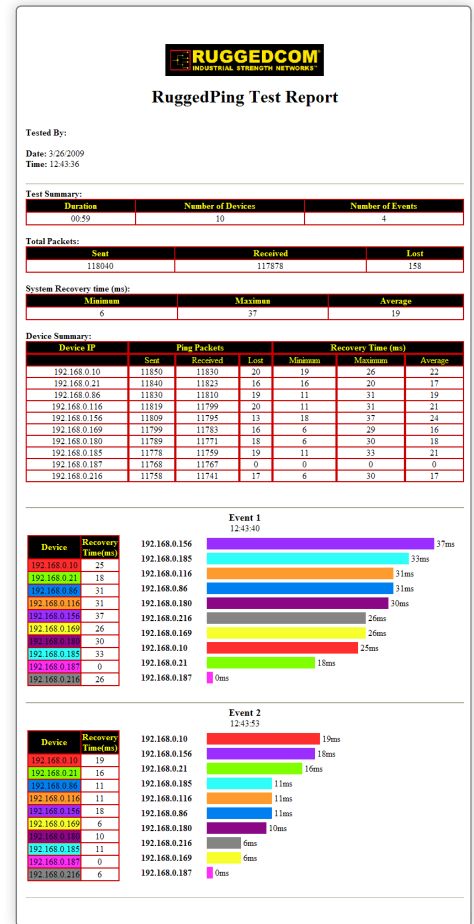 RUGGEDCOM
INDUSTRIAL STRENGTH NETWORKS™
RuggedPing Test Report
Tested By:
Date: 3/26/2009
Time: 12:43:36
Test Summary:
Duration Number of Devices Number of Events
00:59 10 4
Total Packets:
Sent Received Lost
118040 117878 158
System Recovery time (ms):
Minimum Maximun Average
6 37 19
Device Summary:
Device IP Ping Packets Recovery Time (ms)
Sent Received Lost Minimum Maximum Average
192.168.0.10 11850 11830 20 19 26 22
192.168.0.21 11840 11823 16 16 20 17
192.168.0.86 11830 11810 19 11 31 19
192.168.0.116 11819 11799 20 11 31 21
192.168.0.156 11809 11795 13 18 37 24
192.168.0.169 11799 11783 16 6 29 16
192.168.0.180 11789 11771 18 6 30 18
192.168.0.185 11778 11759 19 11 33 21
192.168.0.187 11768 11767 0 0 0 0
192.168.0.216 11758 11741 17 6 30 17
Event 1
12:43:40
Device Recovery Time(ms)
192.168.0.10 25
192.168.0.21 18
192.168.0.86 31
192.168.0.116 31
192.168.0.156 37
192.168.0.169 26
192.168.0.180 30
192.168.0.185 33
192.168.0.187 0
192.168.0.216 26
192.168.0.156 37ms
192.168.0.185 33ms
192.168.0.116 31ms
192.168.0.86 31ms
192.168.0.180 30ms
192.168.0.216 26ms
192.168.0.169 26ms
192.168.0.10 25ms
192.168.0.21 18ms
192.168.0.187 0ms
Event 2
12:43:53
Device Recovery Time(ms)
192.168.0.10 19
192.168.0.21 16
192.168.0.86 11
192.168.0.116 11
192.168.0.156 18
192.168.0.169 6
192.168.0.180 10
192.168.0.185 11
192.168.0.187 0
192.168.0.216 6
192.168.0.10 19ms
192.168.0.156 18ms
192.168.0.21 16ms
192.168.0.185 11ms
192.168.0.116 11ms
192.168.0.86 11ms
192.168.0.180 10ms
192.168.0.216 6ms
192.168.0.169 6ms
192.168.0.187 0ms